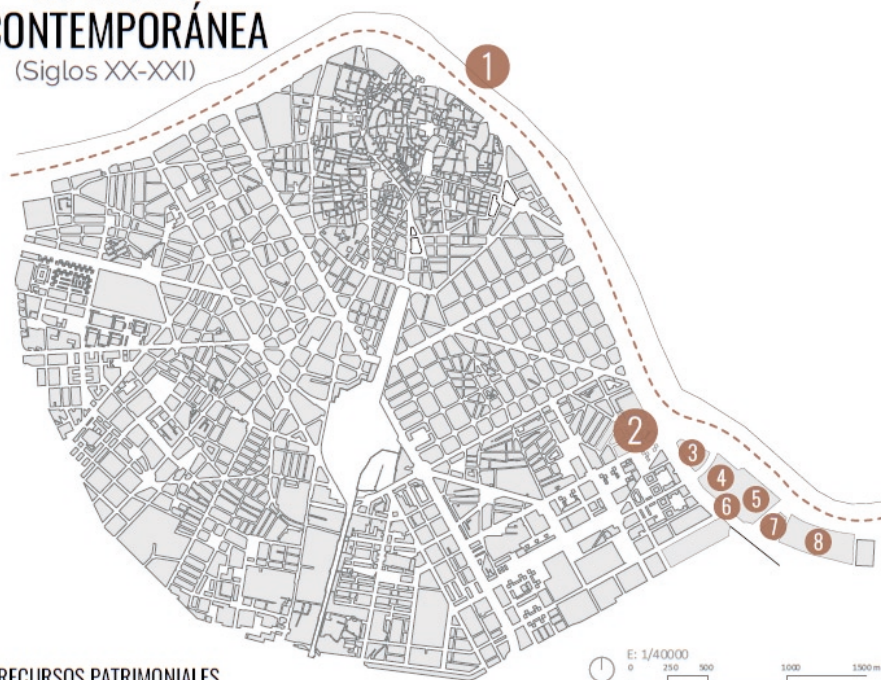 CONTEMPORÁNEA
(Siglos XX-XXI)
1
2
3
4
5
6
7
8
E: 1/40000
0 250 500 1000 1500 m
RECURSOS PATRIMONIALES